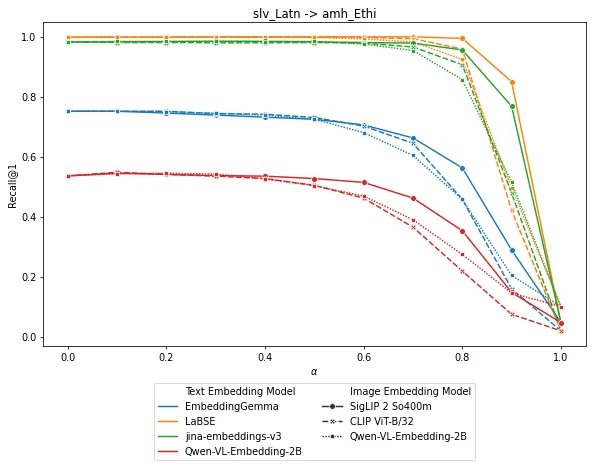 slv_Latn -> amh_Ethi
1.0
0.8
0.6
0.4
0.2
0.0
Recall@1
0.0 0.2 0.4 0.6 0.8 1.0
α
Text Embedding Model
EmbeddingGemma
LaBSE
jina-embeddings-v3
Qwen-VL-Embedding-2B
Image Embedding Model
SigLIP 2 So400m
CLIP ViT-B/32
Qwen-VL-Embedding-2B